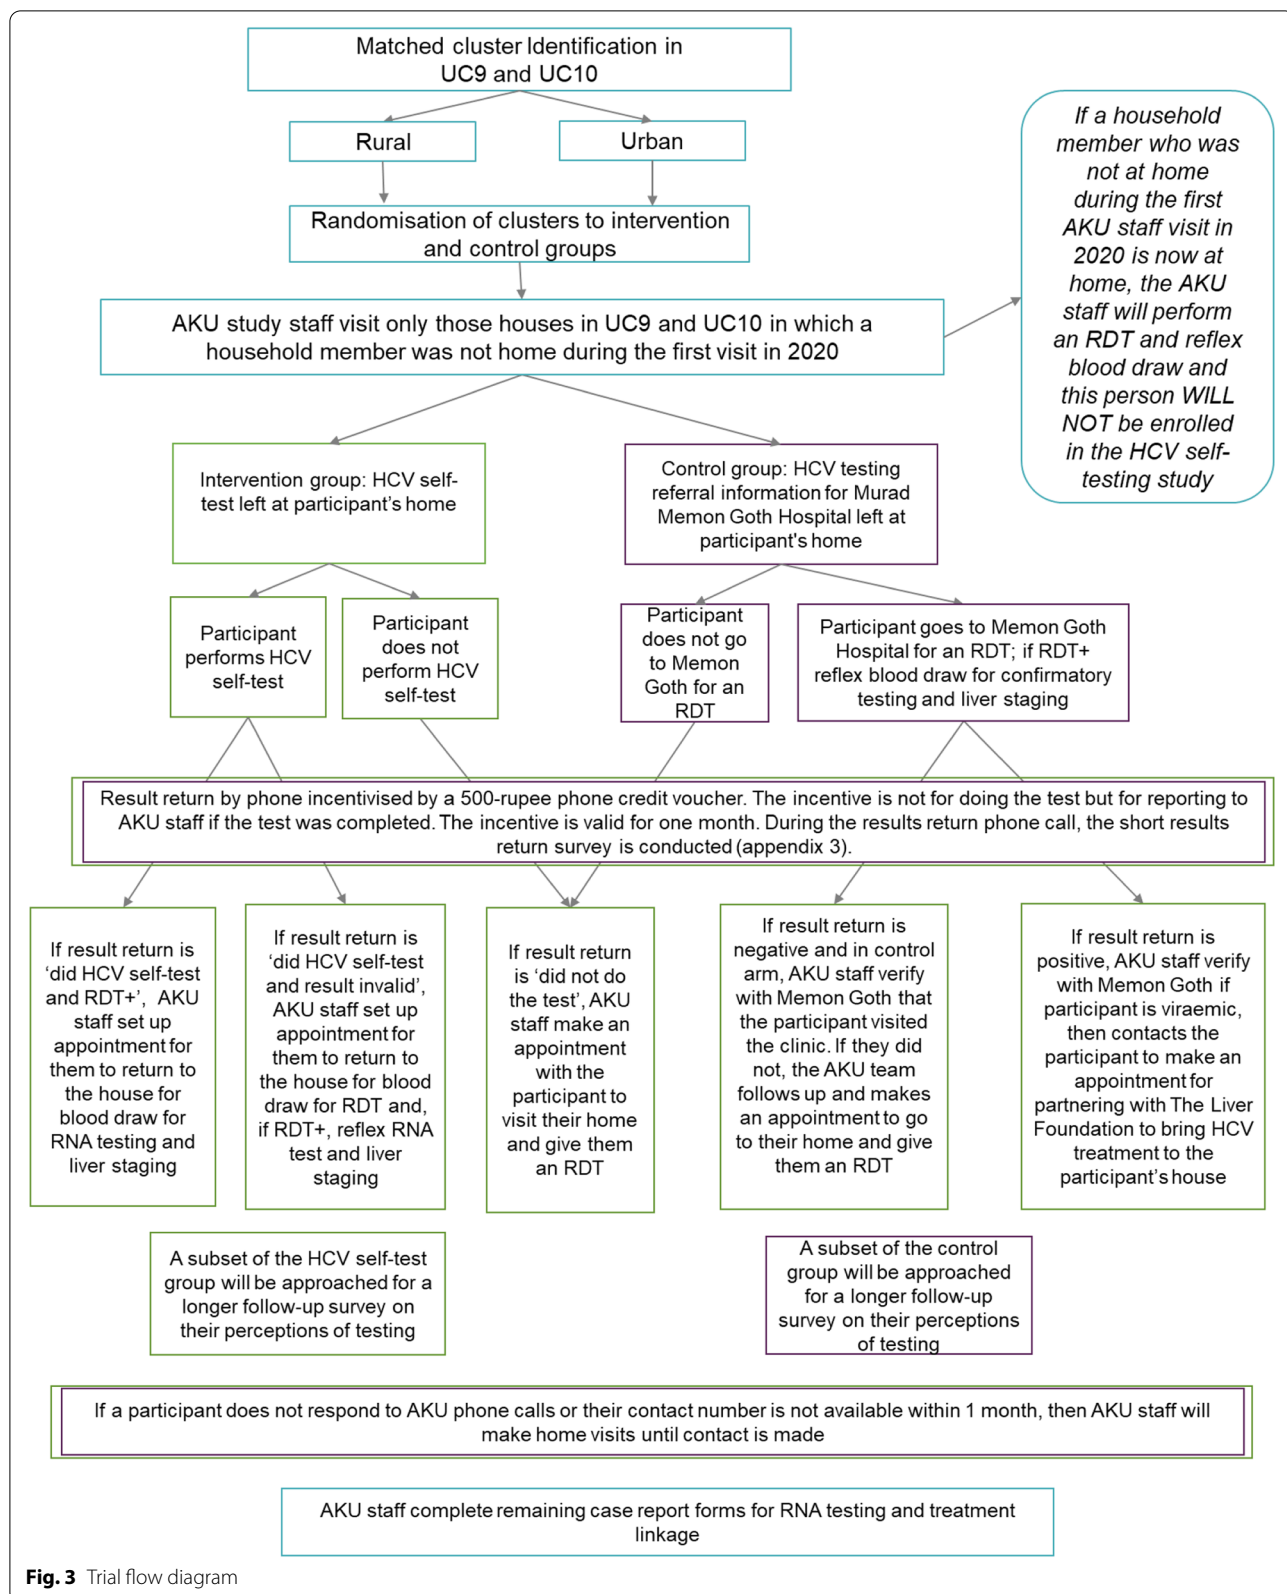 Matched cluster Identification in
UC9 and UC10
Rural
Urban
Randomisation of clusters to intervention
and control groups
AKU study staff visit only those houses in UC9 and UC10 in which a
household member was not home during the first visit in 2020
If a household
member who was
not at home
during the first
AKU staff visit in
2020 is now at
home, the AKU
staff will perform
an RDT and reflex
blood draw and
this person WILL
NOT be enrolled
in the HCV self-
testing study
Intervention group: HCV self-
test left at participant's home
Control group: HCV testing
referral information for Murad
Memon Goth Hospital left at
participant's home
Participant
performs HCV
self-test
Participant
does not
perform HCV
self-test
Participant
does not go
to Memon
Goth for an
RDT
Participant goes to Memon Goth
Hospital for an RDT; if RDT+
reflex blood draw for confirmatory
testing and liver staging
Result return by phone incentivised by a 500-rupee phone credit voucher. The incentive is not for doing the test but for reporting to
AKU staff if the test was completed. The incentive is valid for one month. During the results return phone call, the short results
return survey is conducted (appendix 3).
If result return is
‘did HCV self-test
and RDT+’, AKU
staff set up
appointment for
them to return to
the house for
blood draw for
RNA testing and
liver staging
If result return is
‘did HCV self-test
and result invalid’,
AKU staff set up
appointment for
them to return to
the house for blood
draw for RDT and,
if RDT+, reflex RNA
test and liver
staging
If result return
is ‘did not do
the test’, AKU
staff make an
appointment
with the
participant to
visit their home
and give them
an RDT
If result return is
negative and in control
arm, AKU staff verify
with Memon Goth that
the participant visited
the clinic. If they did
not, the AKU team
follows up and makes
an appointment to go
to their home and give
them an RDT
If result return is
positive, AKU staff verify
with Memon Goth if
participant is viraemic,
then contacts the
participant to make an
appointment for
partnering with The Liver
Foundation to bring HCV
treatment to the
participant's house
A subset of the HCV self-test
group will be approached for a
longer follow-up survey on
their perceptions of testing
A subset of the control
group will be approached
for a longer follow-up
survey on their perceptions
of testing
If a participant does not respond to AKU phone calls or their contact number is not available within 1 month, then AKU staff will
make home visits until contact is made
AKU staff complete remaining case report forms for RNA testing and treatment
linkage
Fig. 3 Trial flow diagram